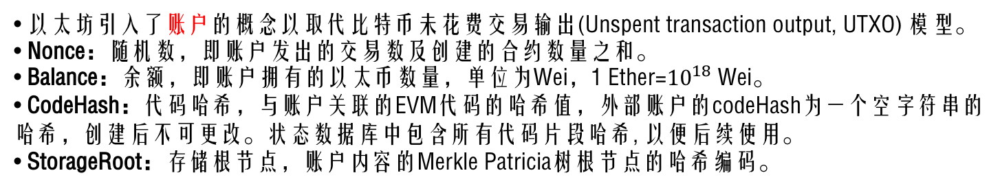 • 以太坊引入了账户的概念以取代比特币未花费交易输出(Unspent transaction output, UTXO) 模型。
• Nonce：随机数，即账户发出的交易数及创建的合约数量之和。
• Balance：余额，即账户拥有的以太币数量，单位为Wei，1 Ether=10¹⁸ Wei。
• CodeHash：代码哈希，与账户关联的EVM代码的哈希值，外部账户的codeHash为一个空字符串的
哈希，创建后不可更改。状态数据库中包含所有代码片段哈希,以便后续使用。
• StorageRoot：存储根节点，账户内容的Merkle Patricia树根节点的哈希编码。